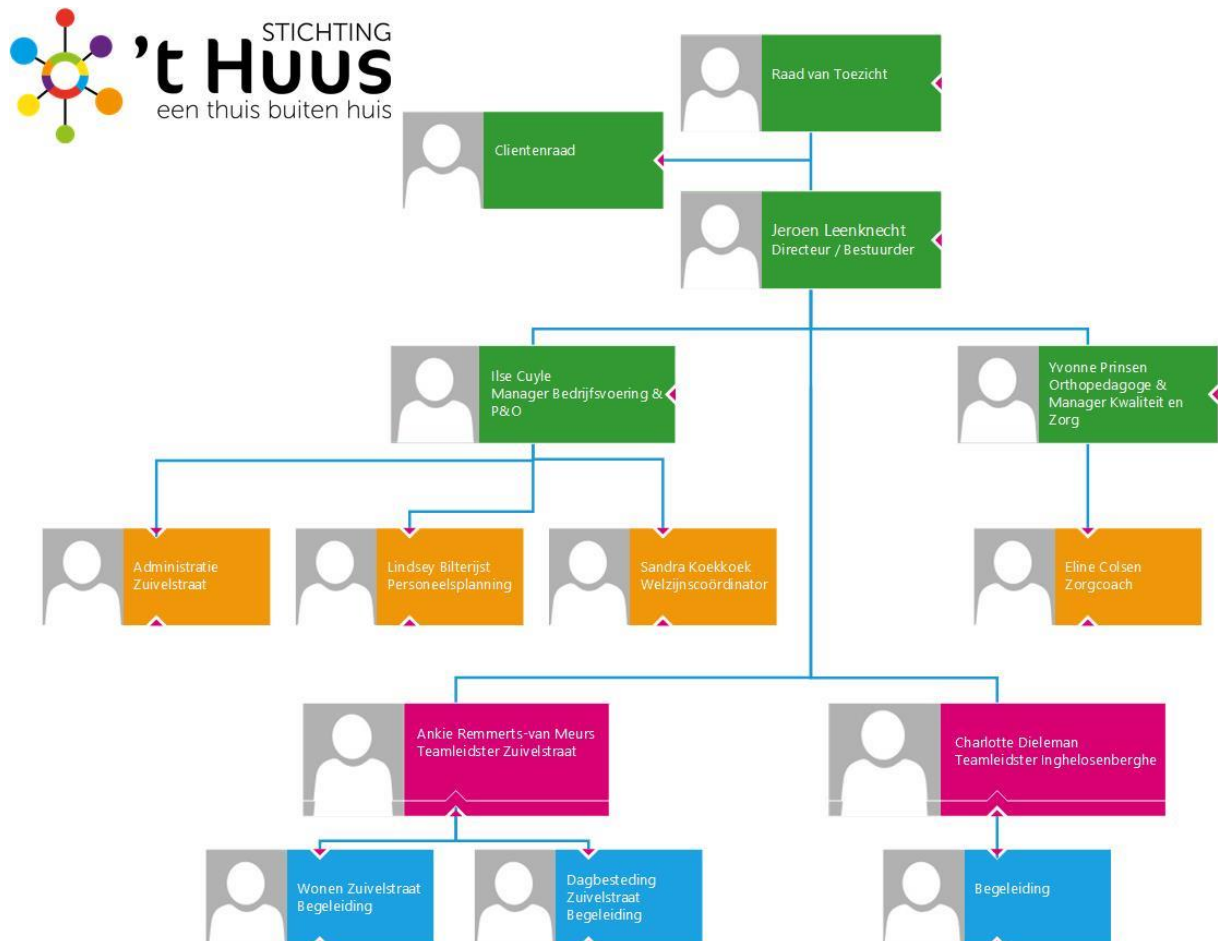 STICHTING
't HUUS
een thuis buiten huis
Raad van Toezicht
Clientenraad
Jeroen Leenknecht
Directeur / Bestuurder
Ilse Cuyle
Manager Bedrijfsvoering &
P&O
Yvonne Prinsen
Orthopedagoge &
Manager Kwaliteit en
Zorg
Administratie
Zuivelstraat
Lindsey Bilterijst
Personeelsplanning
Sandra Koekkoek
Welzijnscoördinator
Eline Colsen
Zorgcoach
Ankie Remmerts-van Meurs
Teamleidster Zuivelstraat
Charlotte Dieleman
Teamleidster Inghelosenberghe
Wonen Zuivelstraat
Begeleiding
Dagbesteding
Zuivelstraat
Begeleiding
Begeleiding